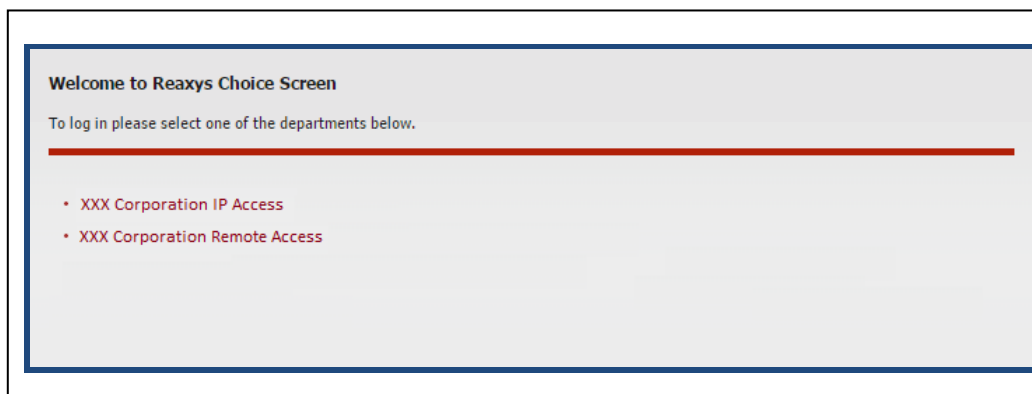 Welcome to Reaxys Choice Screen
To log in please select one of the departments below.
• XXX Corporation IP Access
• XXX Corporation Remote Access